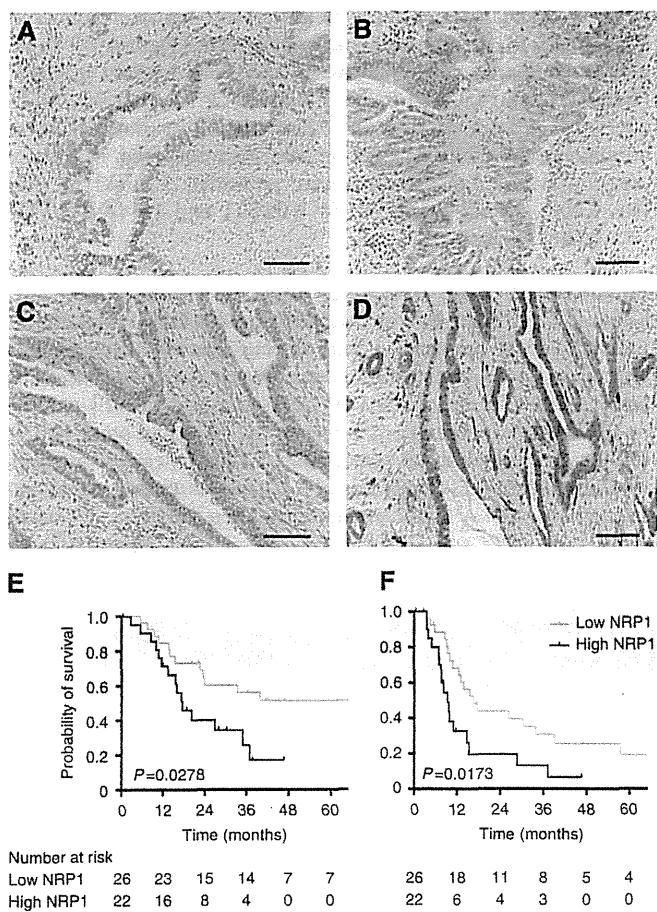 A
B
C
D
E
F
1.0
0.8
0.6
0.4
0.2
0
Probability of survival
P=0.0278
0 12 24 36 48 60
Time (months)
1.0
0.8
0.6
0.4
0.2
0
Low NRP1
High NRP1
P=0.0173
0 12 24 36 48 60
Time (months)
Number at risk
Low NRP1 26 23 15 14 7 7 26 18 11 8 5 4
High NRP1 22 16 8 4 0 0 22 6 4 3 0 0